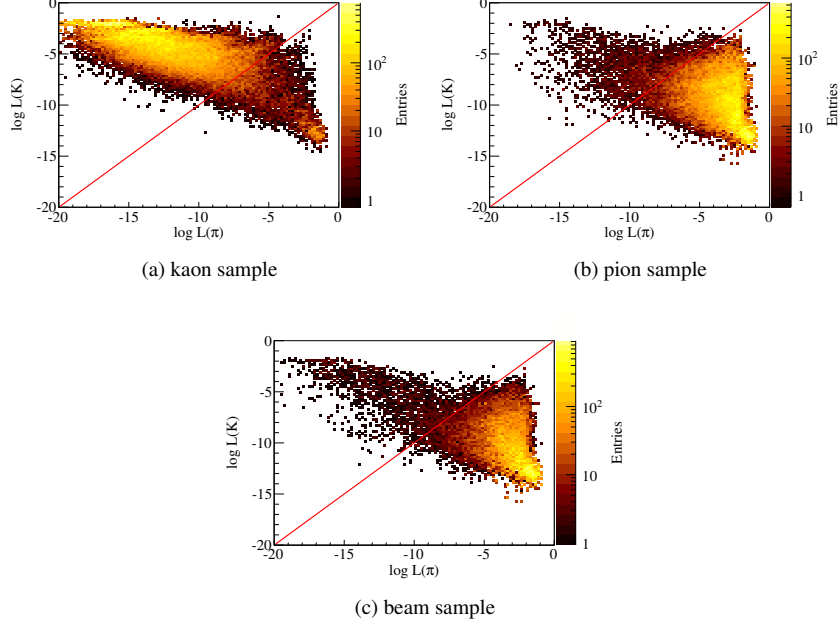 0
-5
-10
-15
-20
-20 -15 -10 -5 0
log L(K)
log L(π)
10²
10
1
Entries
(a) kaon sample
0
-5
-10
-15
-20
-20 -15 -10 -5 0
log L(K)
log L(π)
10²
10
1
Entries
(b) pion sample
0
-5
-10
-15
-20
-20 -15 -10 -5 0
log L(K)
log L(π)
10²
10
1
Entries
(c) beam sample